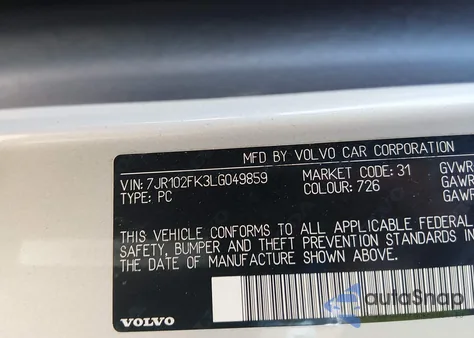 MFD BY VOLVO CAR CORPORATION
VIN: 7JR102FK3LG049859 MARKET CODE: 31 GVWR
TYPE: PC COLOUR: 726 GAWR
GAWR
THIS VEHICLE CONFORMS TO ALL APPLICABLE FEDERAL
SAFETY, BUMPER AND THEFT PREVENTION STANDARDS
THE DATE OF MANUFACTURE SHOWN ABOVE.
VOLVO
autoSnap